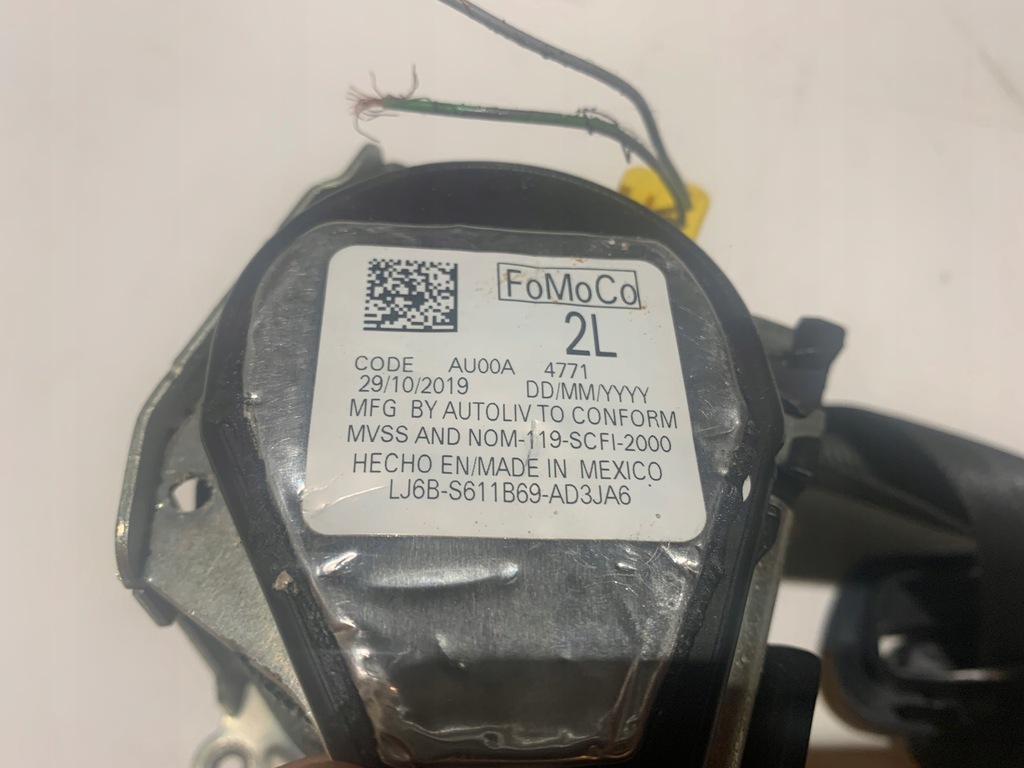 FoMoCo
2L
CODE AU00A 4771
29/10/2019 DD/MM/YYYY
MFG BY AUTOLIV TO CONFORM
MVSS AND NOM-119-SCFI-2000
HECHO EN/MADE IN MEXICO
LJ6B-S611B69-AD3JA6